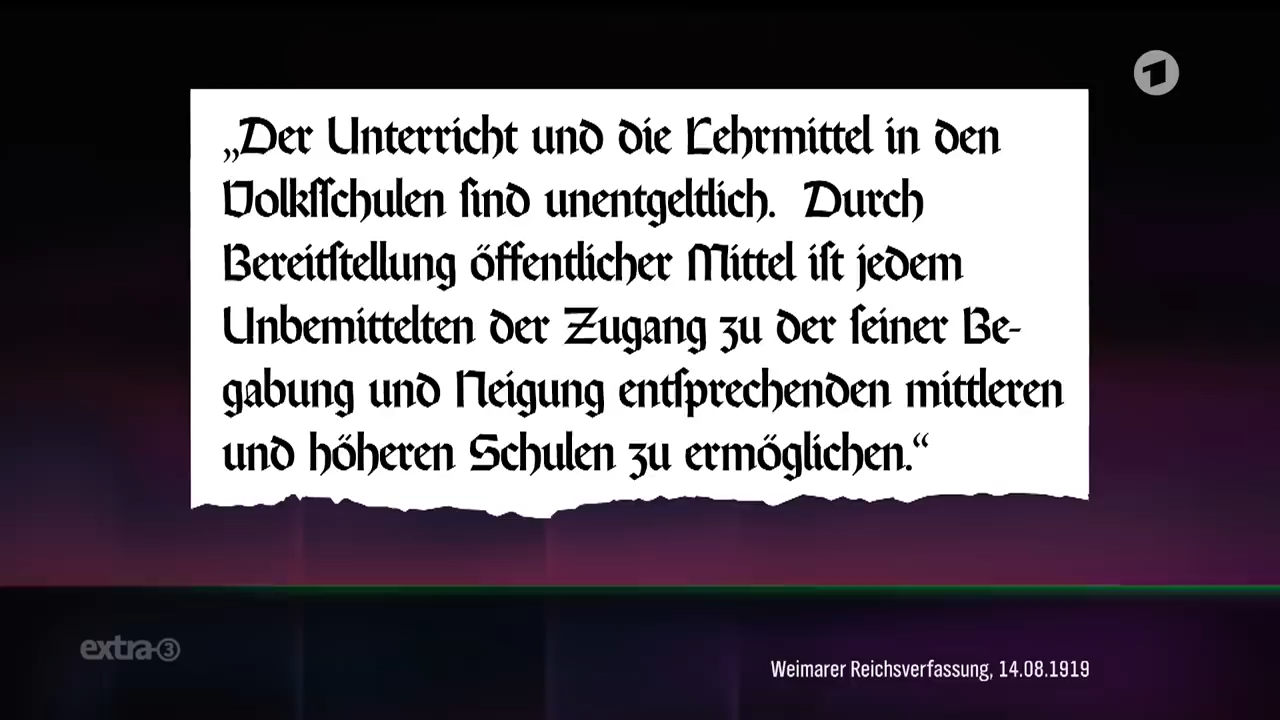 „Der Unterricht und die Lehrmittel in den
Volkſſchulen ſind unentgeltlich. Durch
Bereitſtellung öffentlicher Mittel iſt jedem
Unbemittelten der Zugang zu der ſeiner Be-
gabung und Neigung entſprechenden mittleren
und höheren Schulen zu ermöglichen.“
extra 3
Weimarer Reichsverfassung, 14.08.1919